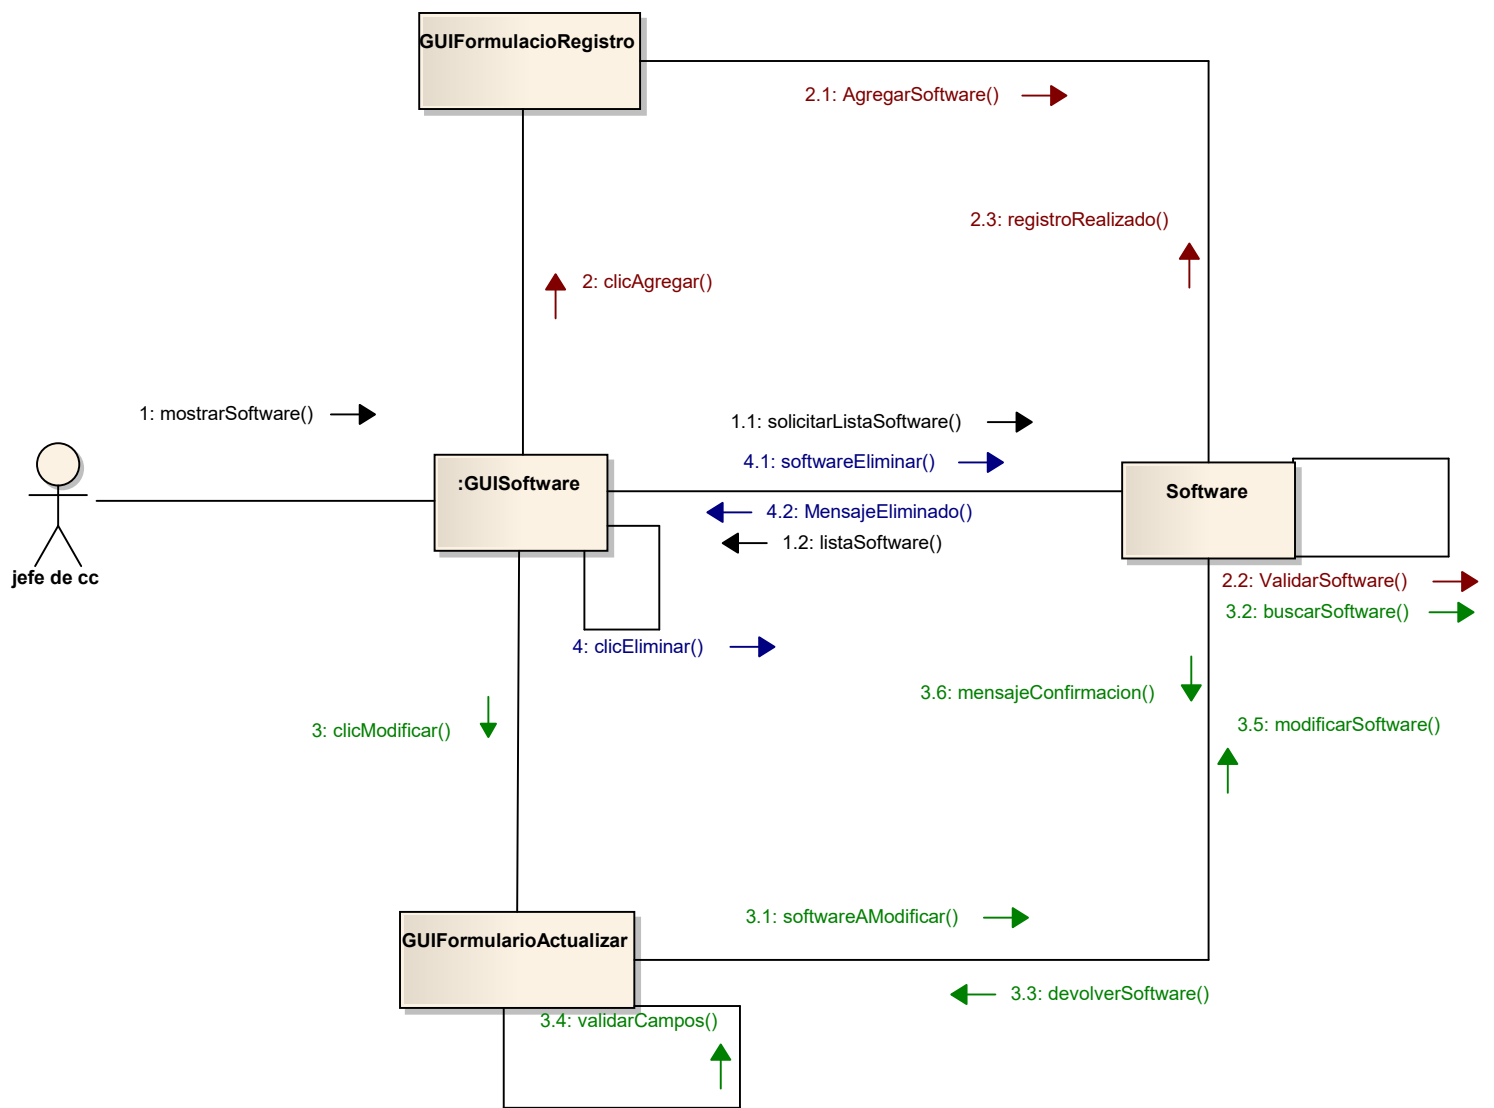 GUIFormulacioRegistro
2.1: AgregarSoftware()
2.3: registroRealizado()
2: clicAgregar()
1: mostrarSoftware()
1.1: solicitarListaSoftware()
4.1: softwareEliminar()
:GUISoftware
Software
4.2: MensajeEliminado()
1.2: listaSoftware()
jefe de cc
2.2: ValidarSoftware()
3.2: buscarSoftware()
4: clicEliminar()
3.6: mensajeConfirmacion()
3.5: modificarSoftware()
3: clicModificar()
3.1: softwareAModificar()
GUIFormularioActualizar
3.3: devolverSoftware()
3.4: validarCampos()